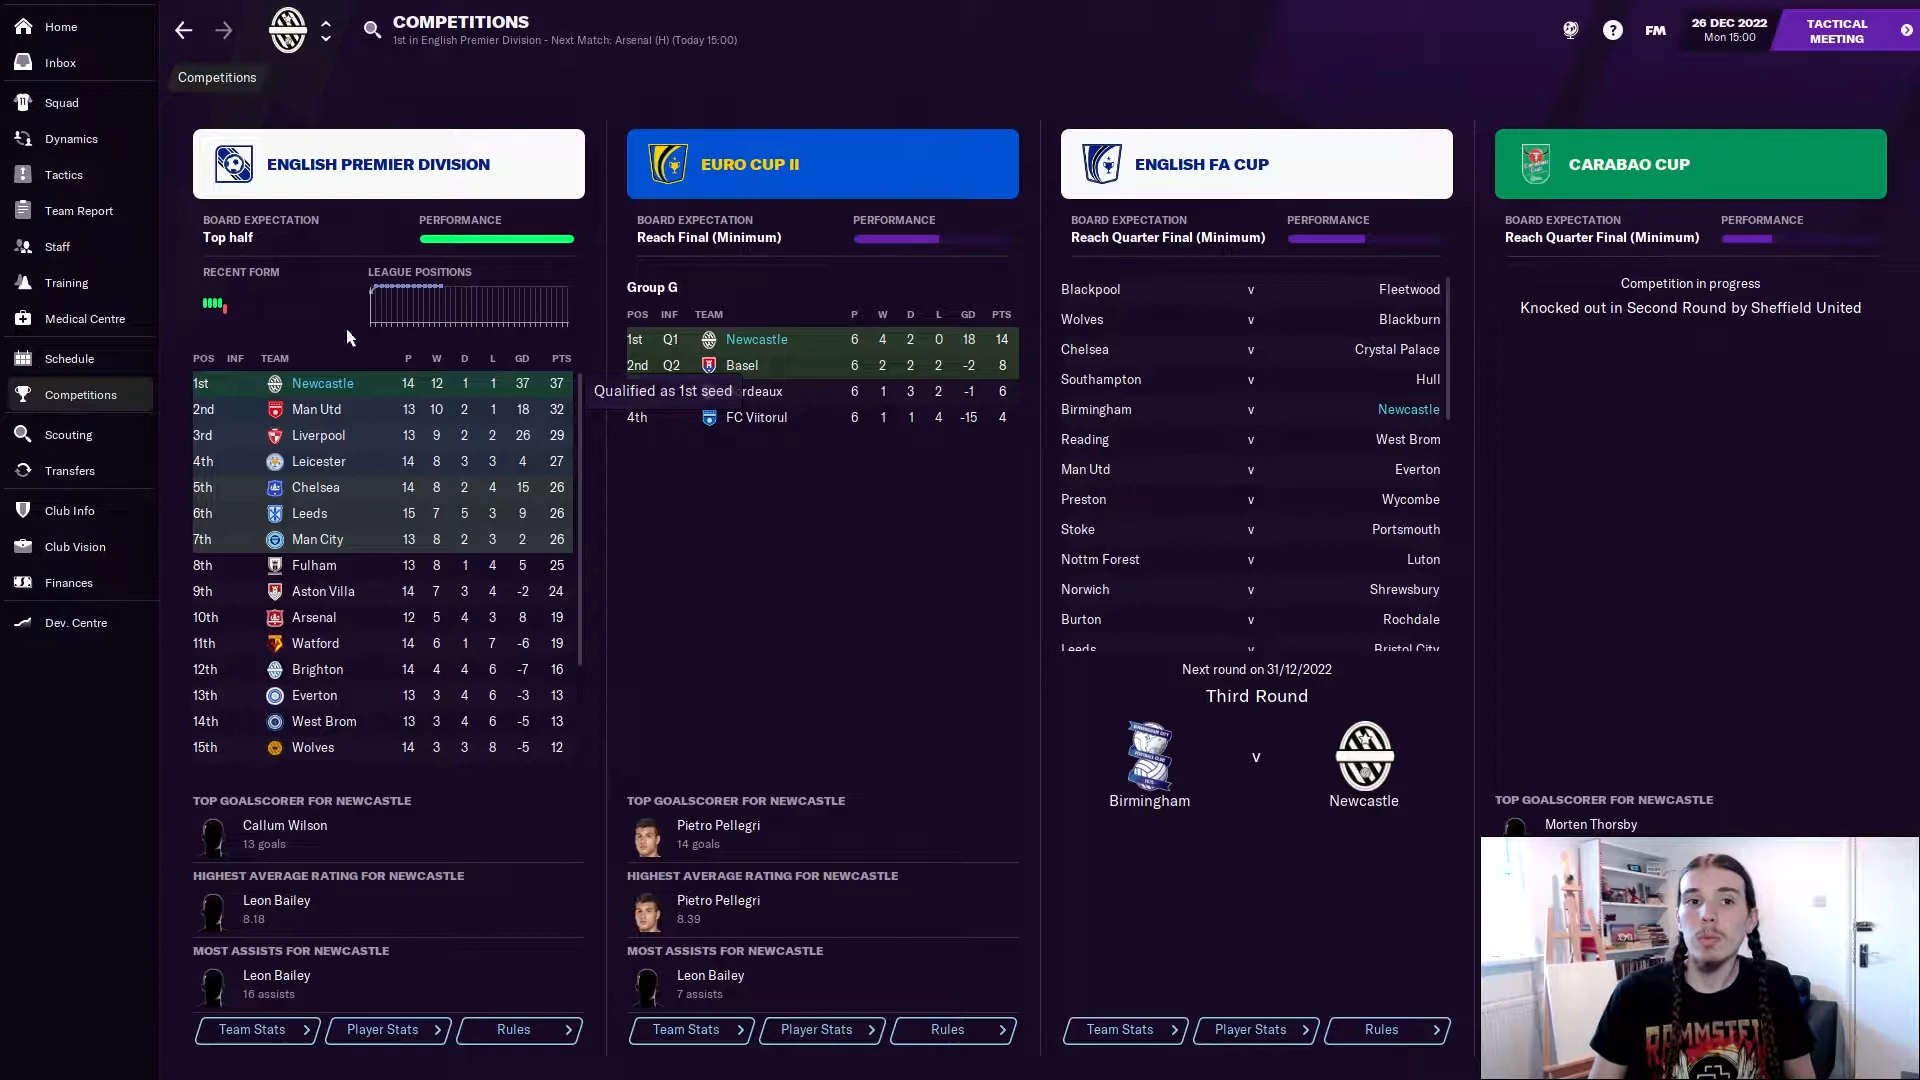 Home
Inbox
Squad
Dynamics
Tactics
Team Report
Staff
Training
Medical Centre
Schedule
Competitions
Scouting
Transfers
Club Info
Club Vision
Finances
Dev. Centre
COMPETITIONS
1st in English Premier Division - Next Match: Arsenal (H) (Today 15:00)
FM
26 DEC 2022
Mon 15:00
TACTICAL
MEETING
Competitions
ENGLISH PREMIER DIVISION
BOARD EXPECTATION PERFORMANCE
Top half
RECENT FORM LEAGUE POSITIONS
POS INF TEAM P W D L GD PTS
1st Newcastle 14 12 1 1 37 37
2nd Man Utd 13 10 2 1 18 32
3rd Liverpool 13 9 2 2 26 29
4th Leicester 14 8 3 3 4 27
5th Chelsea 14 8 2 4 15 26
6th Leeds 15 7 5 3 9 26
7th Man City 13 8 2 3 2 26
8th Fulham 13 8 1 4 5 25
9th Aston Villa 14 7 3 4 -2 24
10th Arsenal 12 5 4 3 8 19
11th Watford 14 6 1 7 -6 19
12th Brighton 14 4 4 6 -7 16
13th Everton 13 3 4 6 -3 13
14th West Brom 13 3 4 6 -5 13
15th Wolves 14 3 3 8 -5 12
TOP GOALSCORER FOR NEWCASTLE
Callum Wilson
13 goals
HIGHEST AVERAGE RATING FOR NEWCASTLE
Leon Bailey
8.18
MOST ASSISTS FOR NEWCASTLE
Leon Bailey
16 assists
Team Stats Player Stats Rules
EURO CUP II
BOARD EXPECTATION PERFORMANCE
Reach Final (Minimum)
Group G
POS INF TEAM P W D L GD PTS
1st Q1 Newcastle 6 4 2 0 18 14
2nd Q2 Basel 6 2 2 2 -2 8
Qualified as 1st seed rdeaux 6 1 3 2 -1 6
4th FC Viitorul 6 1 1 4 -15 4
TOP GOALSCORER FOR NEWCASTLE
Pietro Pellegri
14 goals
HIGHEST AVERAGE RATING FOR NEWCASTLE
Pietro Pellegri
8.39
MOST ASSISTS FOR NEWCASTLE
Leon Bailey
7 assists
Team Stats Player Stats Rules
ENGLISH FA CUP
BOARD EXPECTATION PERFORMANCE
Reach Quarter Final (Minimum)
Blackpool v Fleetwood
Wolves v Blackburn
Chelsea v Crystal Palace
Southampton v Hull
Birmingham v Newcastle
Reading v West Brom
Man Utd v Everton
Preston v Wycombe
Stoke v Portsmouth
Nottm Forest v Luton
Norwich v Shrewsbury
Burton v Rochdale
Leeds v Bristol City
Next round on 31/12/2022
Third Round
v
Birmingham Newcastle
Team Stats Player Stats Rules
CARABAO CUP
BOARD EXPECTATION PERFORMANCE
Reach Quarter Final (Minimum)
Competition in progress
Knocked out in Second Round by Sheffield United
TOP GOALSCORER FOR NEWCASTLE
Morten Thorsby
RAMMSTEIN